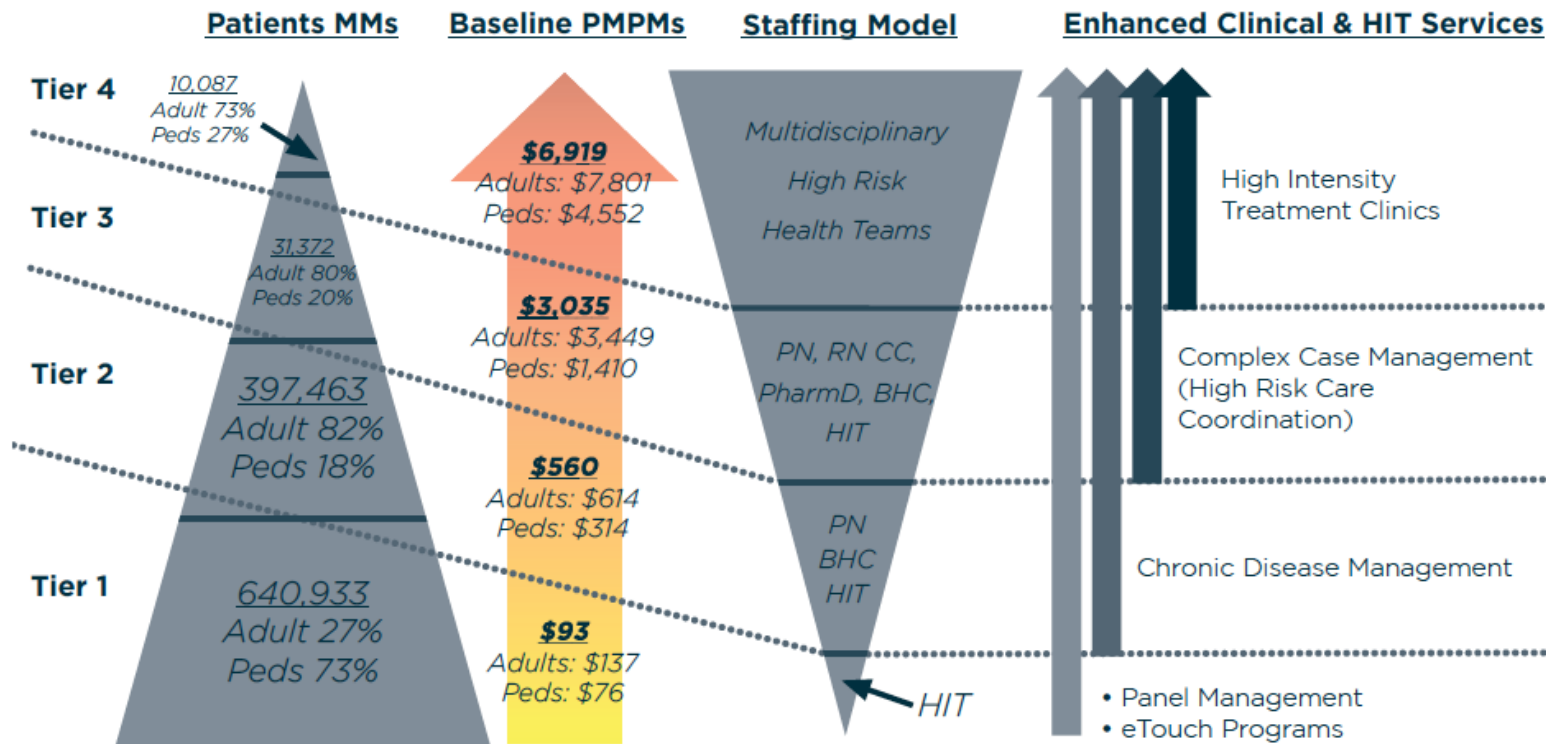 Patients MMs
Baseline PMPMs
Staffing Model
Enhanced Clinical & HIT Services
Tier 4
10,087
Adult 73%
Peds 27%
$6,919
Adults: $7,801
Peds: $4,552
Multidisciplinary
High Risk
Health Teams
High Intensity
Treatment Clinics
Tier 3
31,372
Adult 80%
Peds 20%
$3,035
Adults: $3,449
Peds: $1,410
PN, RN CC,
PharmD, BHC,
HIT
Complex Case Management
(High Risk Care
Coordination)
Tier 2
397,463
Adult 82%
Peds 18%
$560
Adults: $614
Peds: $314
PN
BHC
HIT
Chronic Disease Management
Tier 1
640,933
Adult 27%
Peds 73%
$93
Adults: $137
Peds: $76
HIT
• Panel Management
• eTouch Programs